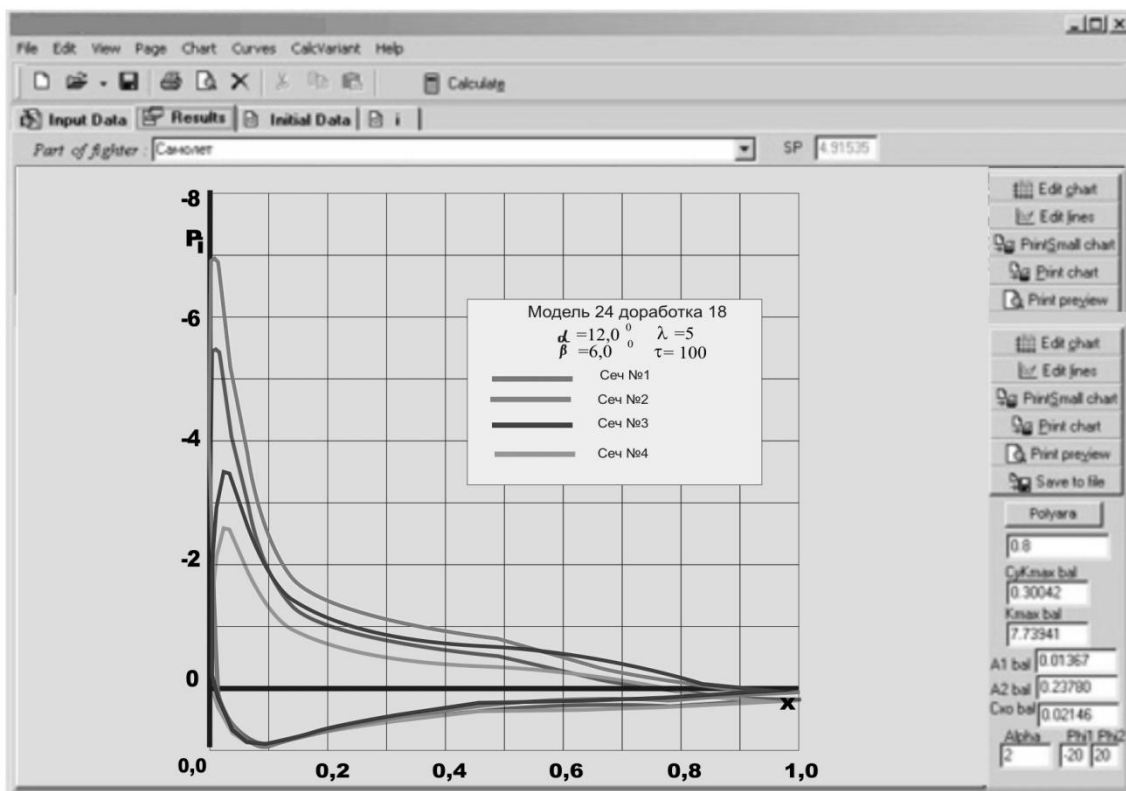 File Edit View Page Chart Curves CalcVariant Help
Calculate
Input Data Results Initial Data i
Part of fighter : Самолет SP 4.91535
-8
Pi
-6
-4
-2
0
x
0,0 0,2 0,4 0,6 0,8 1,0
Модель 24 доработка 18
α =12,0 0 λ =5
β =6,0 0 τ= 100
Сеч №1
Сеч №2
Сеч №3
Сеч №4
Edit chart
Edit lines
PrintSmall chart
Print chart
Print preview
Edit chart
Edit lines
PrintSmall chart
Print chart
Print preview
Save to file
Polyara
0.8
CyKmax bal
0.30042
Kmax bal
7.73941
A1 bal 0.01367
A2 bal 0.23780
Cxo bal 0.02146
Alpha Phi1 Phi2
2 -20 20